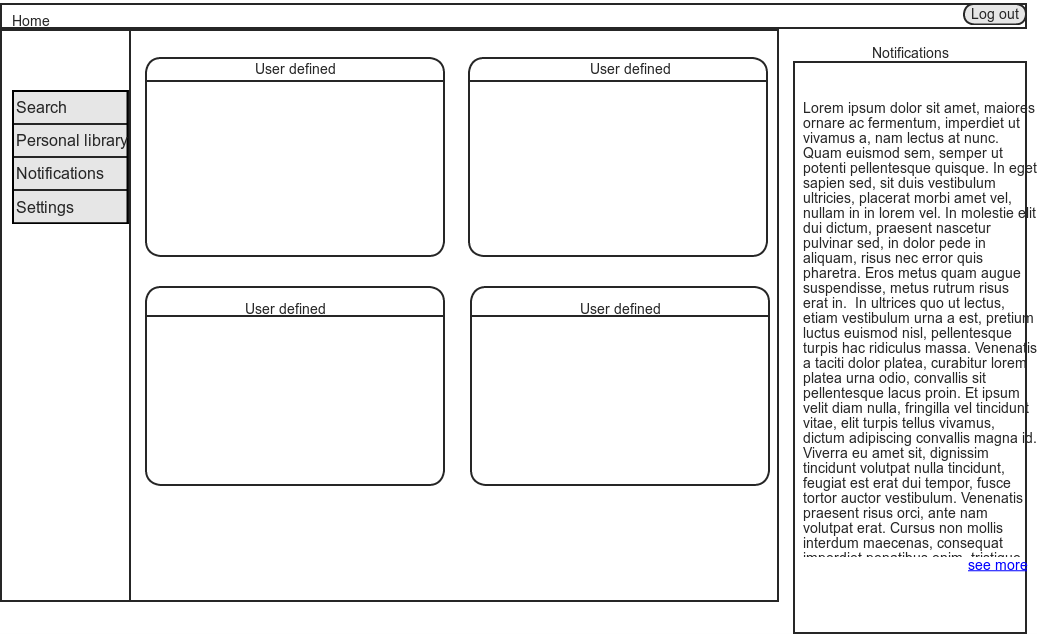 Home
Log out
Search
Personal library
Notifications
Settings
User defined
User defined
User defined
User defined
Notifications
Lorem ipsum dolor sit amet, maiores
ornare ac fermentum, imperdiet ut
vivamus a, nam lectus at nunc.
Quam euismod sem, semper ut
potenti pellentesque quisque. In eget
sapien sed, sit duis vestibulum
ultricies, placerat morbi amet vel,
nullam in in lorem vel. In molestie elit
dui dictum, praesent nascetur
pulvinar sed, in dolor pede in
aliquam, risus nec error quis
pharetra. Eros metus quam augue
suspendisse, metus rutrum risus
erat in.  In ultrices quo ut lectus,
etiam vestibulum urna a est, pretium
luctus euismod nisl, pellentesque
turpis hac ridiculus massa. Venenatis
a taciti dolor platea, curabitur lorem
platea urna odio, convallis sit
pellentesque lacus proin. Et ipsum
velit diam nulla, fringilla vel tincidunt
vitae, elit turpis tellus vivamus,
dictum adipiscing convallis magna id.
Viverra eu amet sit, dignissim
tincidunt volutpat nulla tincidunt,
feugiat est erat dui tempor, fusce
tortor auctor vestibulum. Venenatis
praesent risus orci, ante nam
volutpat erat. Cursus non mollis
interdum maecenas, consequat
see more